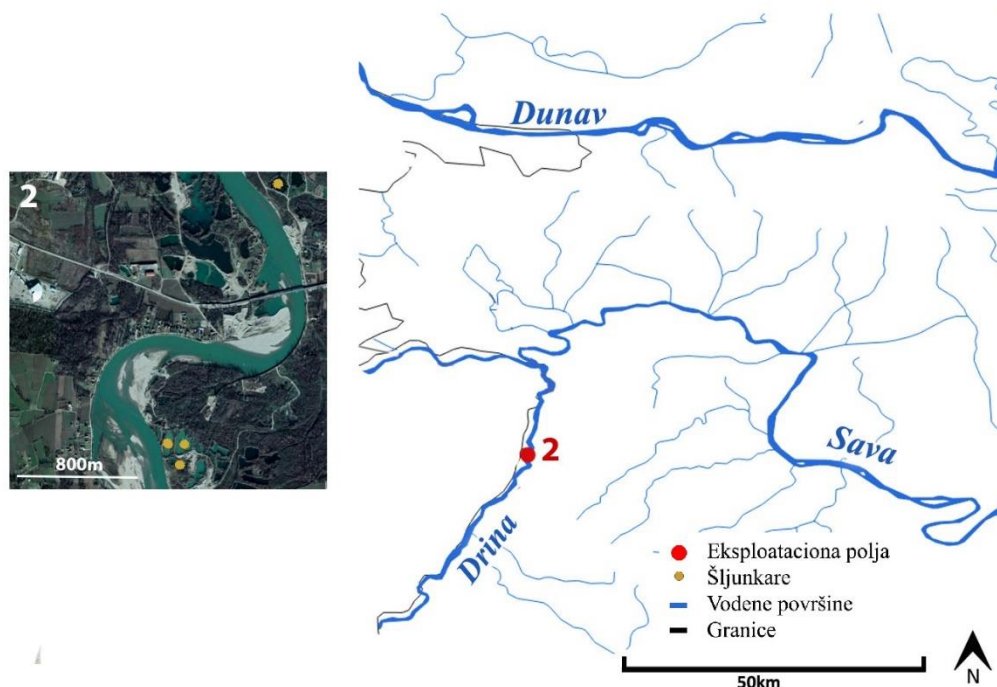 2
800m
Dunav
Sava
2
Drina
Eksploataciona polja
Šljunkare
Vodene površine
Granice
50km
N